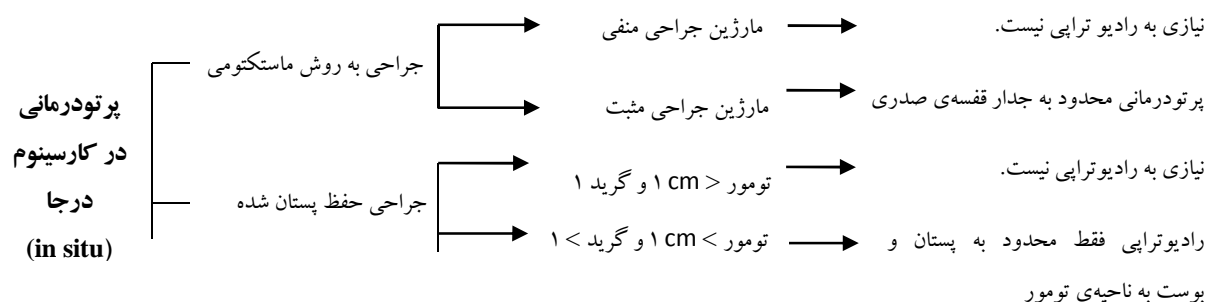 پرتودرمانی
در کارسینوم
درجا
(in situ)
جراحی به روش ماستکتومی
مارژین جراحی منفی
نیازی به رادیو تراپی نیست.
مارژین جراحی مثبت
پرتودرمانی محدود به جدار قفسه‌ی صدری
جراحی حفظ پستان شده
تومور < ۱ cm و گرید ۱
نیازی به رادیوتراپی نیست.
تومور > ۱ cm و گرید > ۱
رادیوتراپی فقط محدود به پستان و
بوست به ناحیه‌ی تومور